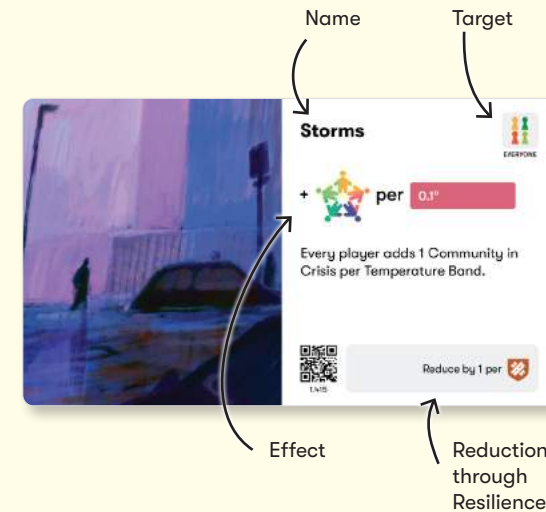 Name
Target
Storms
EVERYONE
+ per 0.1°
Every player adds 1 Community in
Crisis per Temperature Band.
1.415
Reduce by 1 per
Effect
Reduction
through
Resilience